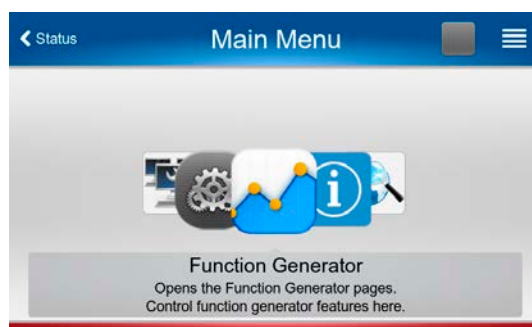 Status
Main Menu
Function Generator
Opens the Function Generator pages.
Control function generator features here.